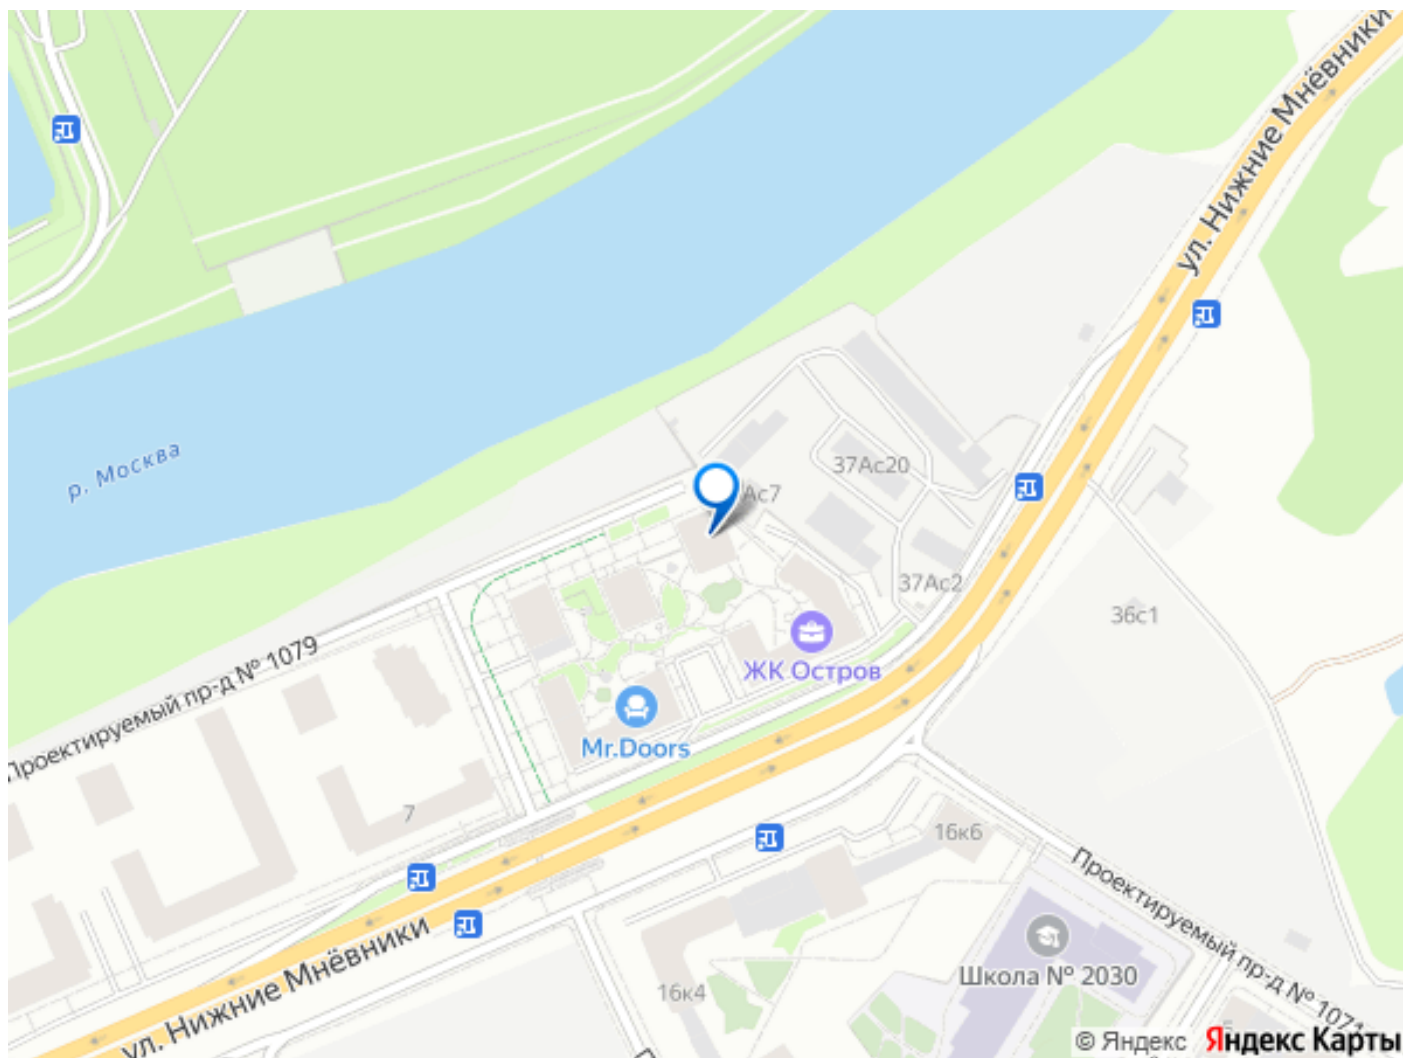 ул. Нижние Мнёвники
р. Москва
37Ас20
Ас7
37Ас2
36с1
ЖК Остров
Проектируемый пр-д № 1079
Mr.Doors
7
16к6
Проектируемый пр-д № 1071
ул. Нижние Мнёвники
Школа № 2030
16к4
© Яндекс Яндекс Карты